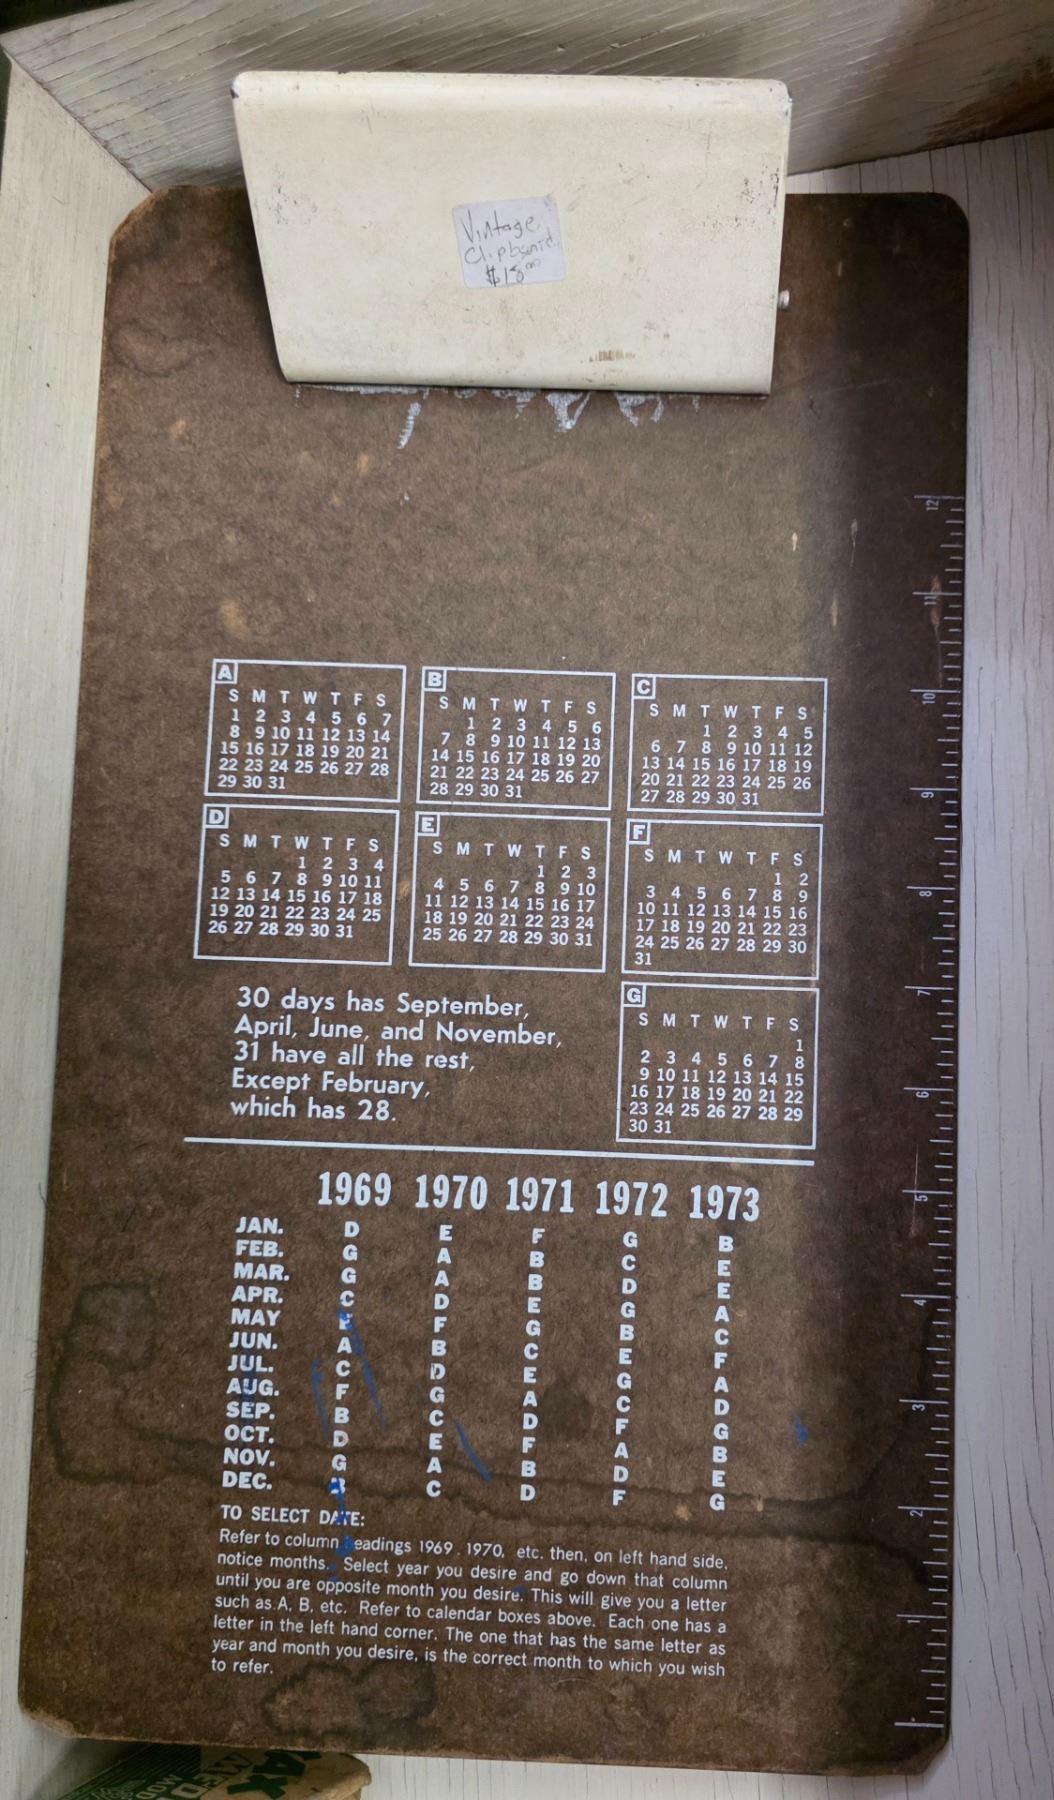 Vintage
Clipboard
$18.00
A
S M T W T F S
1 2 3 4 5 6 7
8 9 10 11 12 13 14
15 16 17 18 19 20 21
22 23 24 25 26 27 28
29 30 31
B
S M T W T F S
1 2 3 4 5 6
7 8 9 10 11 12 13
14 15 16 17 18 19 20
21 22 23 24 25 26 27
28 29 30 31
C
S M T W T F S
1 2 3 4 5
6 7 8 9 10 11 12
13 14 15 16 17 18 19
20 21 22 23 24 25 26
27 28 29 30 31
D
S M T W T F S
1 2 3 4
5 6 7 8 9 10 11
12 13 14 15 16 17 18
19 20 21 22 23 24 25
26 27 28 29 30 31
E
S M T W T F S
1 2 3
4 5 6 7 8 9 10
11 12 13 14 15 16 17
18 19 20 21 22 23 24
25 26 27 28 29 30 31
F
S M T W T F S
1 2
3 4 5 6 7 8 9
10 11 12 13 14 15 16
17 18 19 20 21 22 23
24 25 26 27 28 29 30
31
G
S M T W T F S
1
2 3 4 5 6 7 8
9 10 11 12 13 14 15
16 17 18 19 20 21 22
23 24 25 26 27 28 29
30 31
30 days has September,
April, June, and November,
31 have all the rest,
Except February,
which has 28.
1969 1970 1971 1972 1973
JAN. D E F G B
FEB. G A B C E
MAR. G A B D E
APR. C D E G A
MAY E F G B C
JUN. A B C E F
JUL. C D E G A
AUG. F G A C D
SEP. B C D F G
OCT. D E F A B
NOV. G A B D E
DEC. B C D F G
TO SELECT DATE:
Refer to column headings 1969, 1970, etc. then, on left hand side,
notice months. Select year you desire and go down that column
until you are opposite month you desire. This will give you a letter
such as A, B, etc. Refer to calendar boxes above. Each one has a
letter in the left hand corner. The one that has the same letter as
year and month you desire, is the correct month to which you wish
to refer.
12
11
10
9
8
7
6
5
4
3
2
1